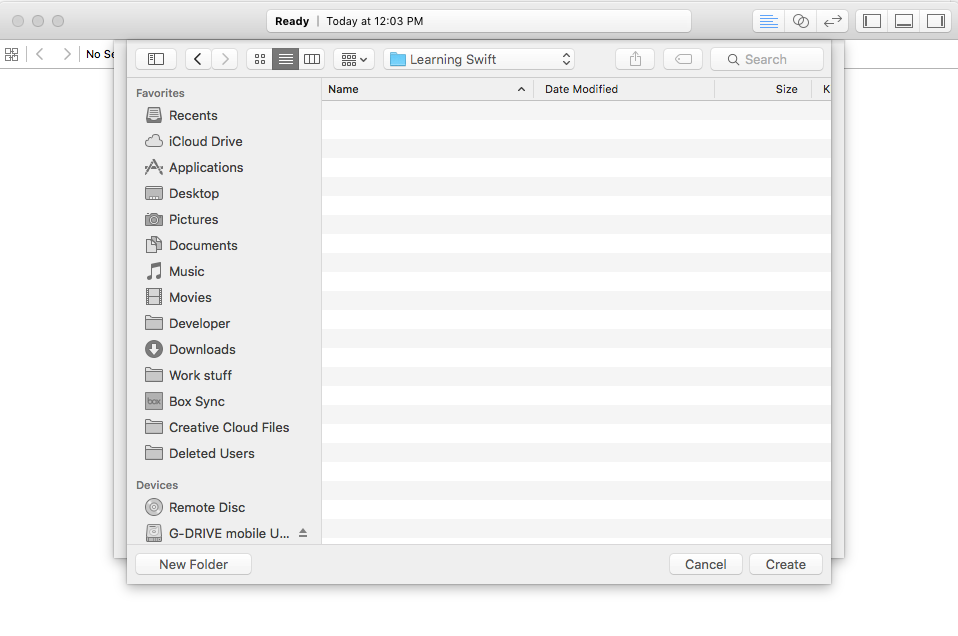 Ready | Today at 12:03 PM
No Se
Learning Swift
Search
Favorites
Recents
iCloud Drive
Applications
Desktop
Pictures
Documents
Music
Movies
Developer
Downloads
Work stuff
box
Box Sync
Creative Cloud Files
Deleted Users
Devices
Remote Disc
G-DRIVE mobile U...
Name
Date Modified
Size
K
New Folder
Cancel
Create